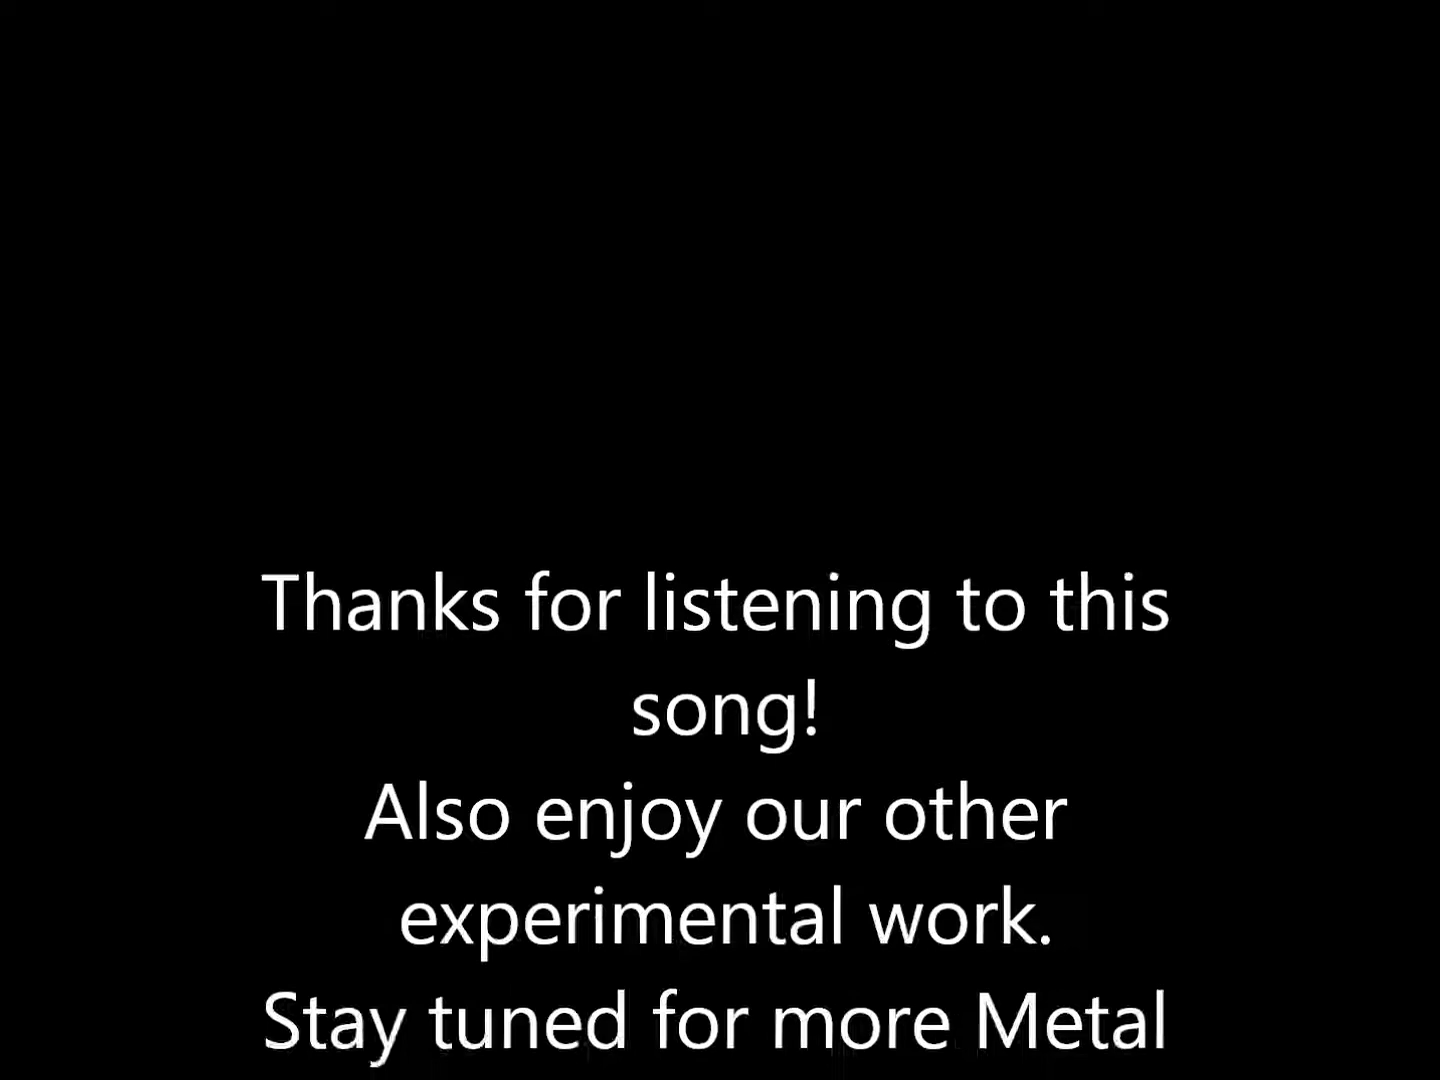 Thanks for listening to this
song!
Also enjoy our other
experimental work.
Stay tuned for more Metal